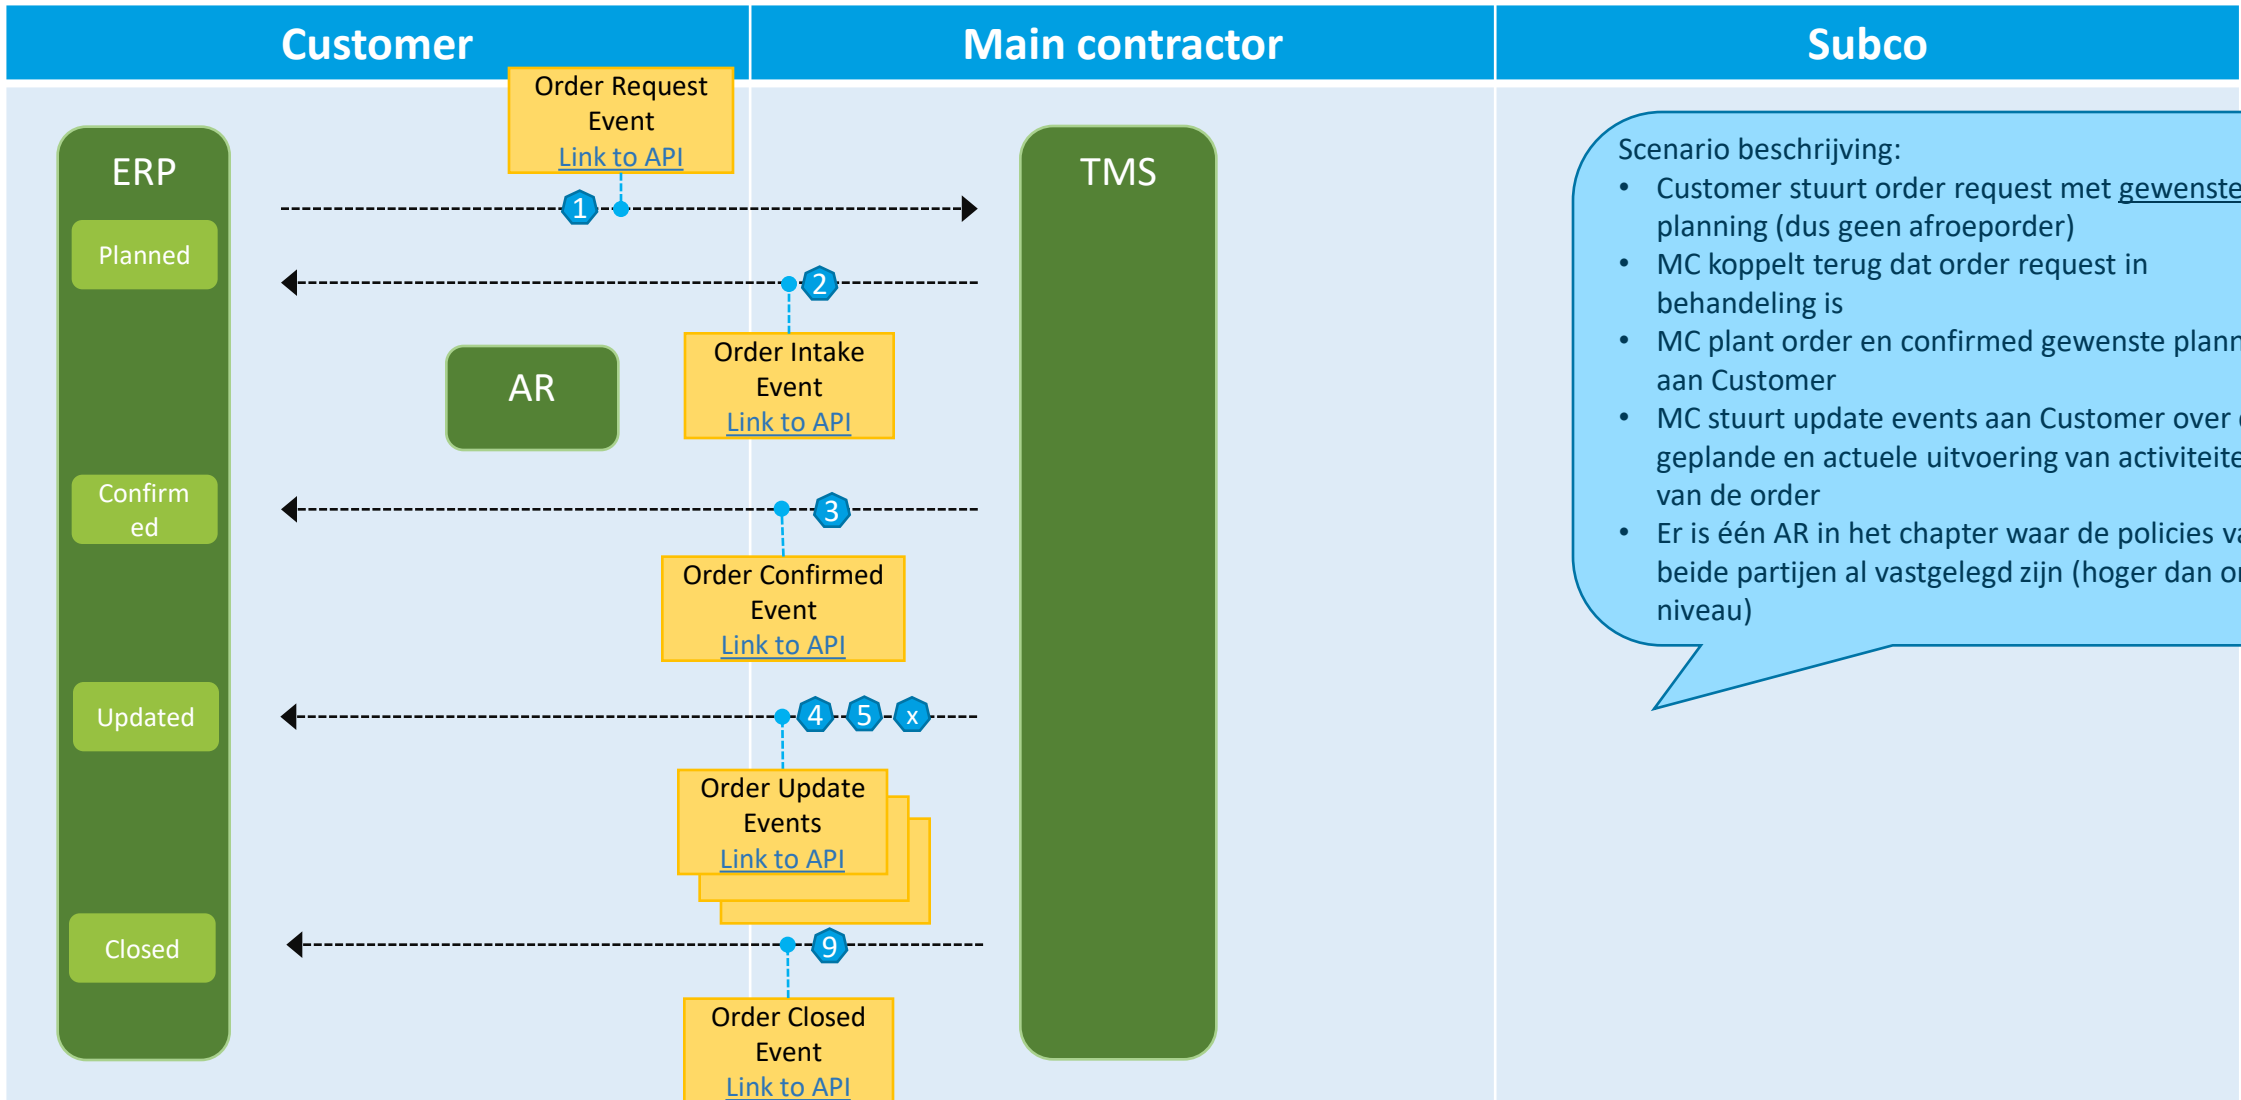 Customer
Main contractor
Subco
Order Request
Event
Link to API
ERP
TMS
1
Planned
2
Order Intake
Event
Link to API
AR
Confirm
ed
3
Order Confirmed
Event
Link to API
Updated
4 5 x
Order Update
Events
Link to API
Closed
9
Order Closed
Event
Link to API
Scenario beschrijving:
• Customer stuurt order request met gewenste
planning (dus geen afroeporder)
• MC koppelt terug dat order request in
behandeling is
• MC plant order en confirmed gewenste
aan Customer
• MC stuurt update events aan Customer over
geplande en actuele uitvoering van
van de order
• Er is één AR in het chapter waar de policies
beide partijen al vastgelegd zijn (hoger dan
niveau)